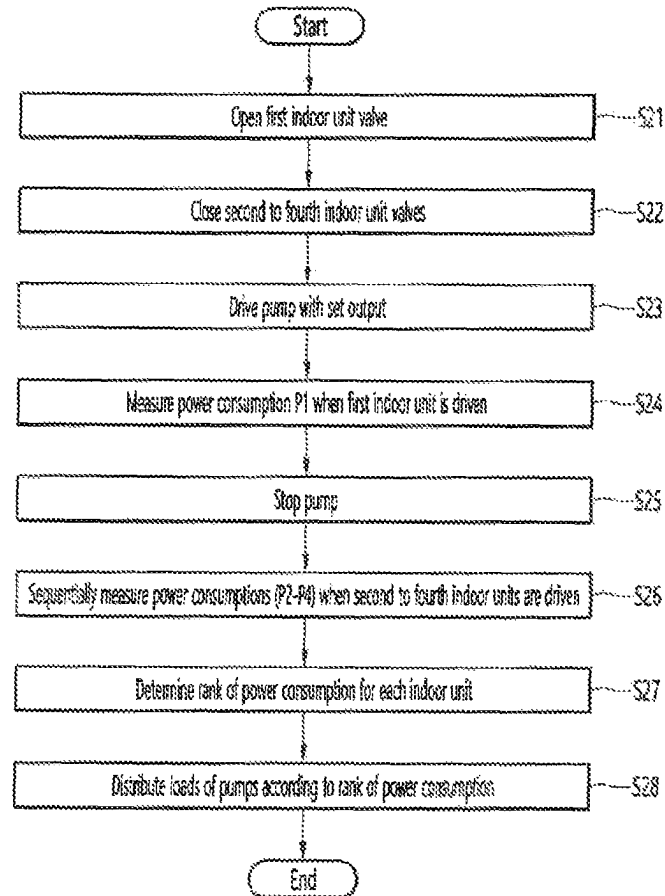 Start
Open first indoor unit valve
S21
Close second to fourth indoor unit valves
S22
Drive pump with set output
S23
Measure power consumption P1 when first indoor unit is driven
S24
Stop pump
S25
Sequentially measure power consumptions (P2-P4) when second to fourth indoor units are driven
S26
Determine rank of power consumption for each indoor unit
S27
Distribute loads of pumps according to rank of power consumption
S28
End